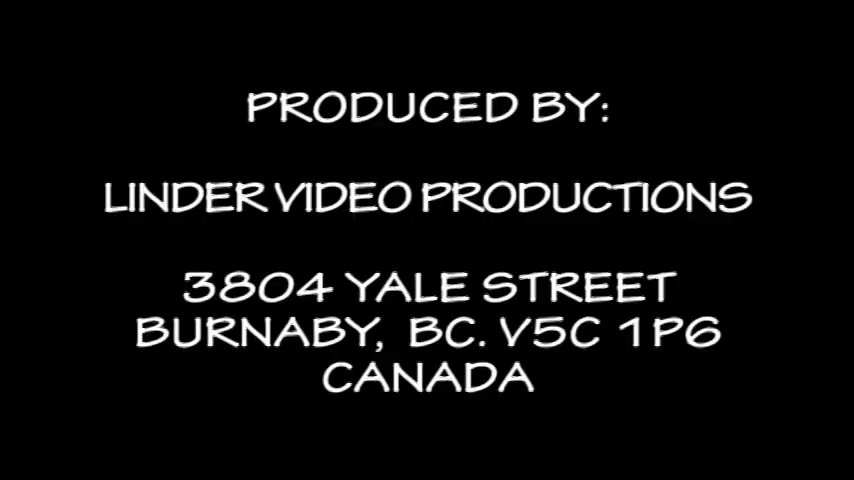 PRODUCED BY:
LINDER VIDEO PRODUCTIONS
3804 YALE STREET
BURNABY, BC. V5C 1P6
CANADA